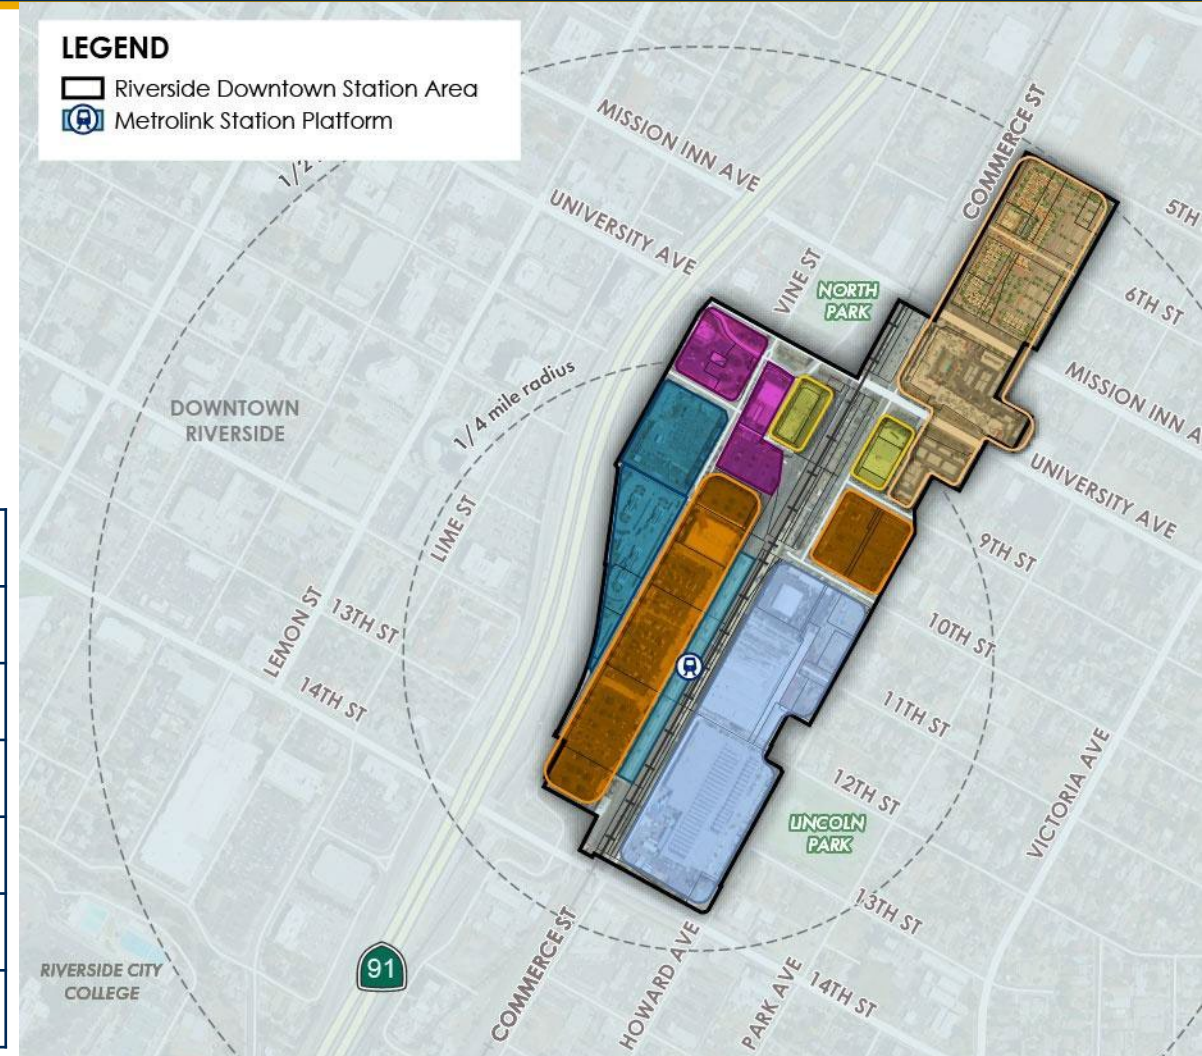 LEGEND
Riverside Downtown Station Area
Metrolink Station Platform
1/2
MISSION INN AVE
COMMERCE ST
UNIVERSITY AVE
5TH
VINE ST
NORTH
PARK
6TH ST
1/4 mile radius
MISSION INN A
DOWNTOWN
RIVERSIDE
UNIVERSITY AVE
LIME ST
9TH ST
LEMON ST
13TH ST
10TH ST
14TH ST
11TH ST
12TH ST
VICTORIA AVE
LINCOLN
PARK
13TH ST
RIVERSIDE CITY
COLLEGE
91
COMMERCE ST
HOWARD AVE
PARK AVE
14TH ST